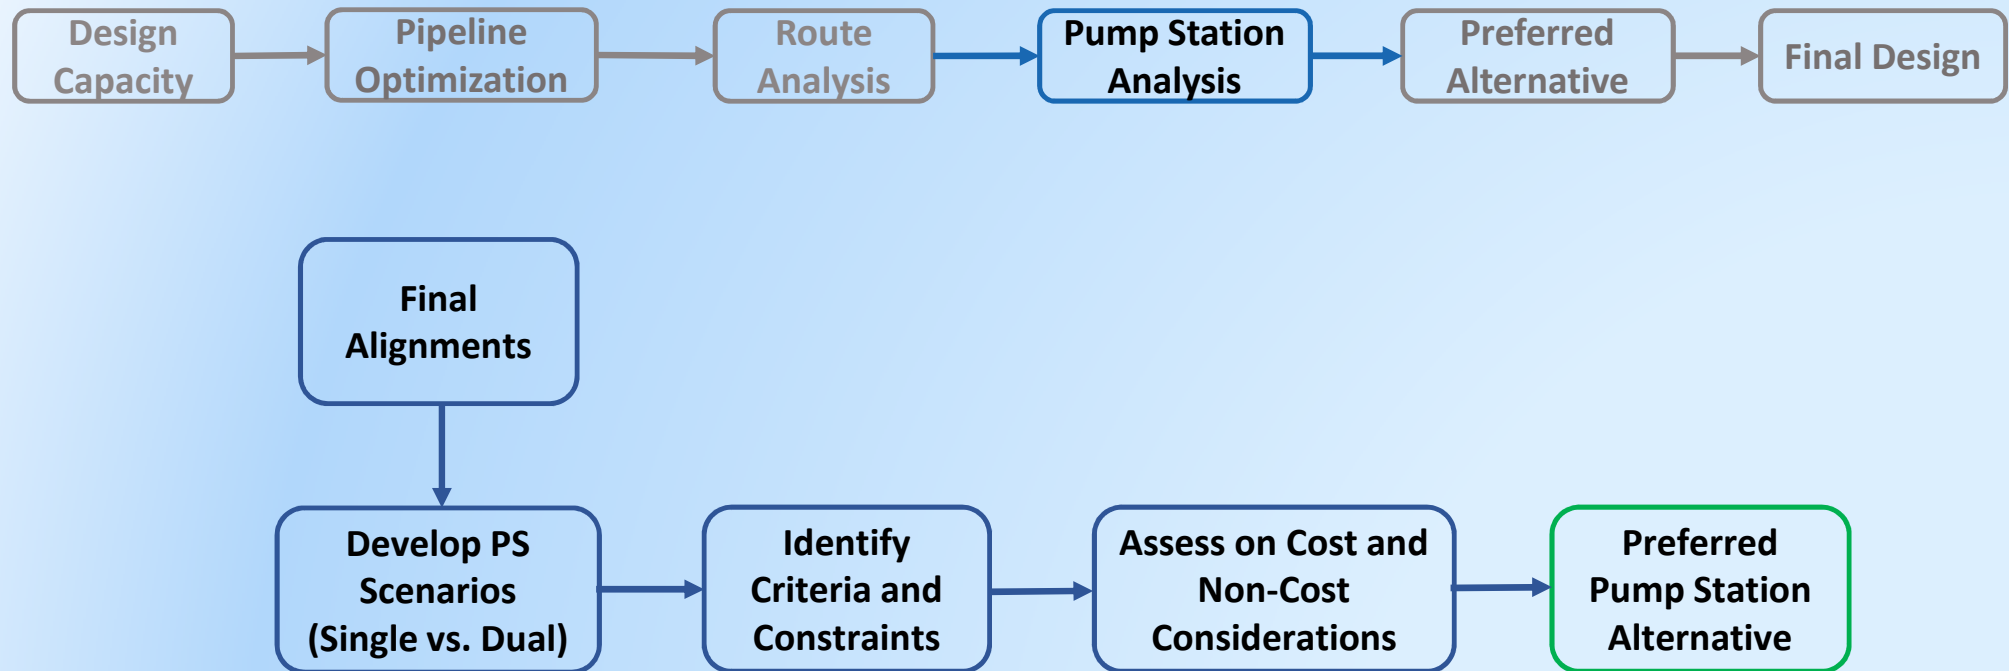 Design
Capacity
Pipeline
Optimization
Route
Analysis
Pump Station
Analysis
Preferred
Alternative
Final Design
Final
Alignments
Develop PS
Scenarios
(Single vs. Dual)
Identify
Criteria and
Constraints
Assess on Cost and
Non-Cost
Considerations
Preferred
Pump Station
Alternative